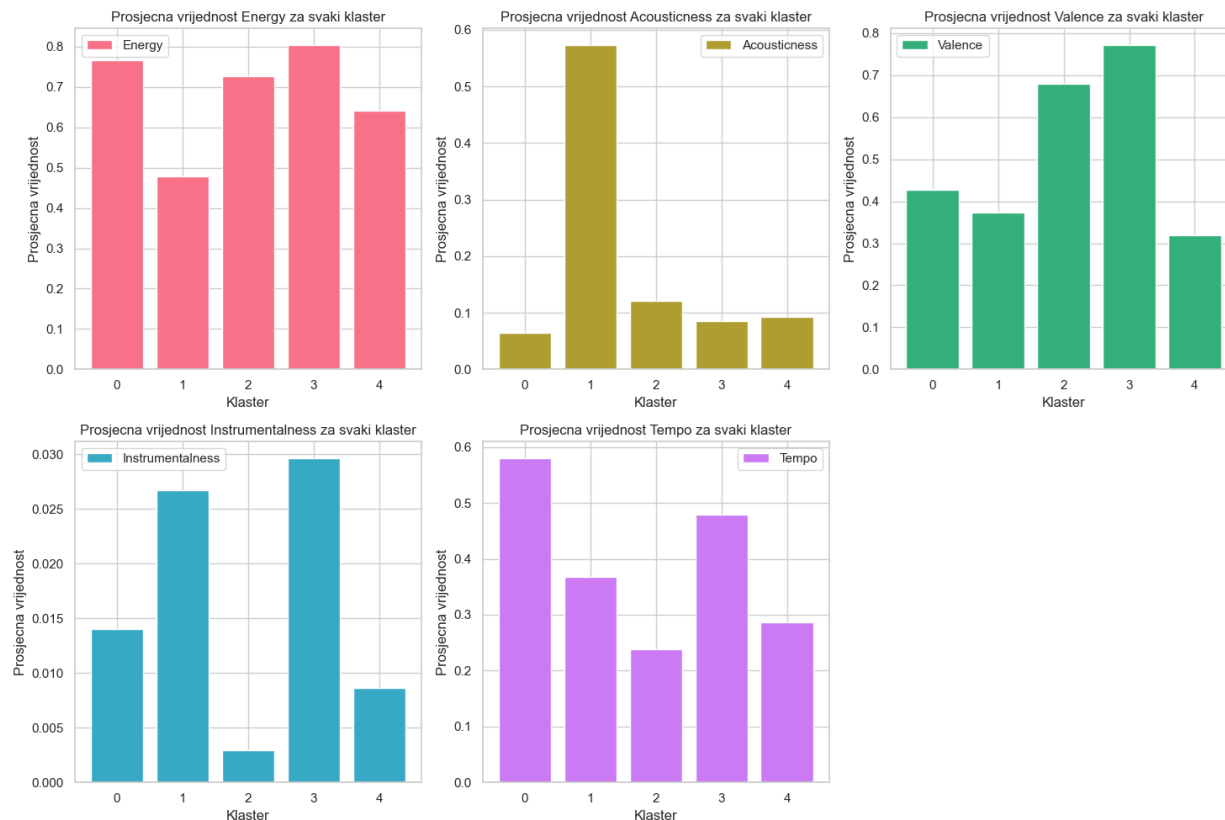 Prosjecna vrijednost Energy za svaki klaster
Energy
0.8
0.7
0.6
0.5
0.4
0.3
0.2
0.1
0.0
Prosjecna vrijednost
0 1 2 3 4
Klaster
Prosjecna vrijednost Acousticness za svaki klaster
Acousticness
0.6
0.5
0.4
0.3
0.2
0.1
0.0
Prosjecna vrijednost
0 1 2 3 4
Klaster
Prosjecna vrijednost Valence za svaki klaster
Valence
0.8
0.7
0.6
0.5
0.4
0.3
0.2
0.1
0.0
Prosjecna vrijednost
0 1 2 3 4
Klaster
Prosjecna vrijednost Instrumentalness za svaki klaster
Instrumentalness
0.030
0.025
0.020
0.015
0.010
0.005
0.000
Prosjecna vrijednost
0 1 2 3 4
Klaster
Prosjecna vrijednost Tempo za svaki klaster
Tempo
0.6
0.5
0.4
0.3
0.2
0.1
0.0
Prosjecna vrijednost
0 1 2 3 4
Klaster